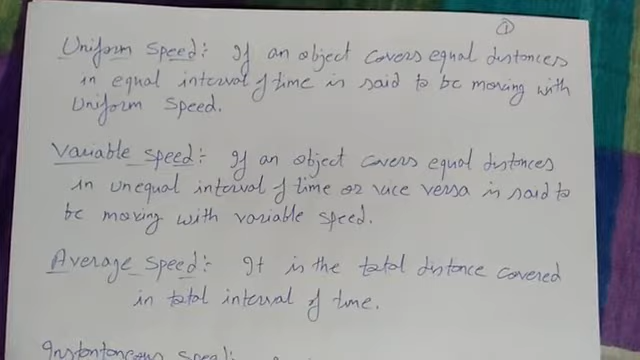 ①
Uniform Speed:- If an object covers equal distances
in equal interval of time is said to be moving with
Uniform Speed.
Variable speed:- If an object covers equal distances
in unequal interval of time or vice versa is said to
be moving with variable speed.
Average speed:- It is the total distance covered
in total interval of time.
Instantaneous speed: